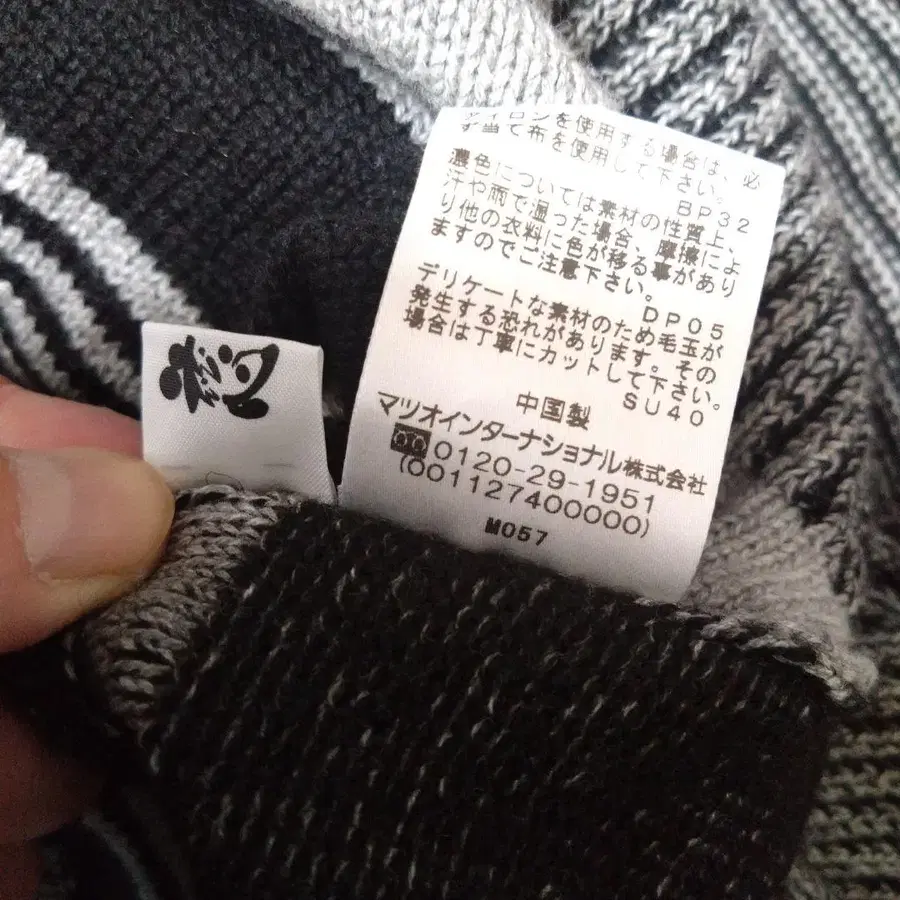 アイロンを使用する場合は、必
ず当て布を使用して下さい。
BP32
濃色については素材の性質上、
汗や雨で湿った場合、摩擦によ
り他の衣料に色が移る事があり
ますのでご注意下さい。
DP05
デリケートな素材のため毛玉が
発生する恐れがあります。その
場合は丁寧にカットして下さい。
SU40
中国製
マツオインターナショナル株式会社
0120-29-1951
(001127400000)
M057